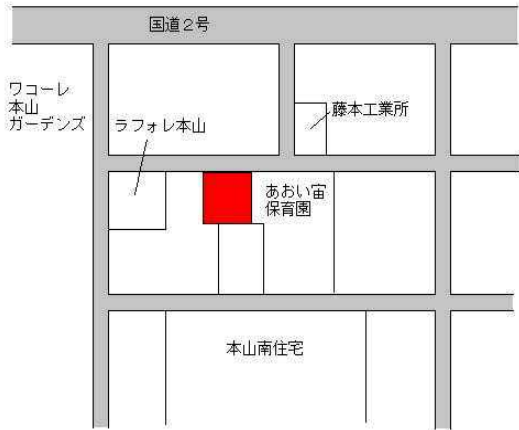 国道２号
ワコーレ
本山
ガーデンズ
ラフォレ本山
藤本工業所
あおい宙
保育園
本山南住宅